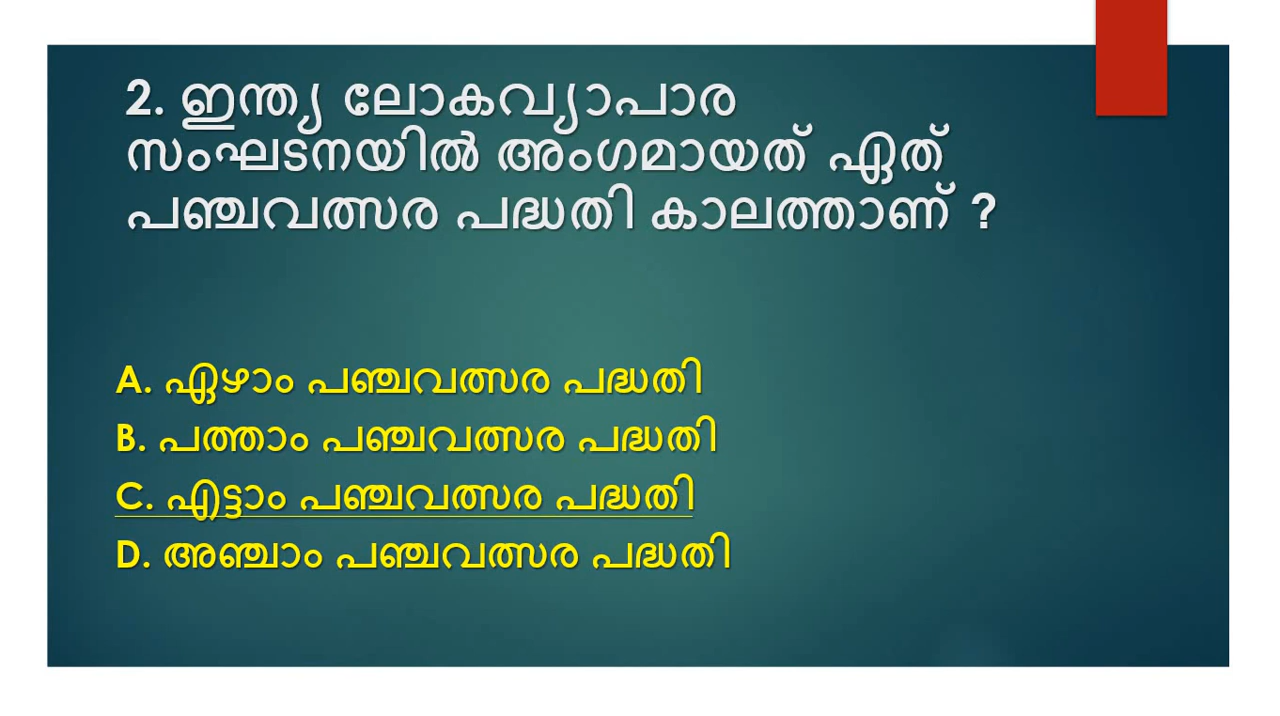 2. ഇന്ത്യ ലോകവ്യാപാര
സംഘടനയിൽ അംഗമായത് ഏത്
പഞ്ചവത്സര പദ്ധതി കാലത്താണ് ?
A. ഏഴാം പഞ്ചവത്സര പദ്ധതി
B. പത്താം പഞ്ചവത്സര പദ്ധതി
C. എട്ടാം പഞ്ചവത്സര പദ്ധതി
D. അഞ്ചാം പഞ്ചവത്സര പദ്ധതി